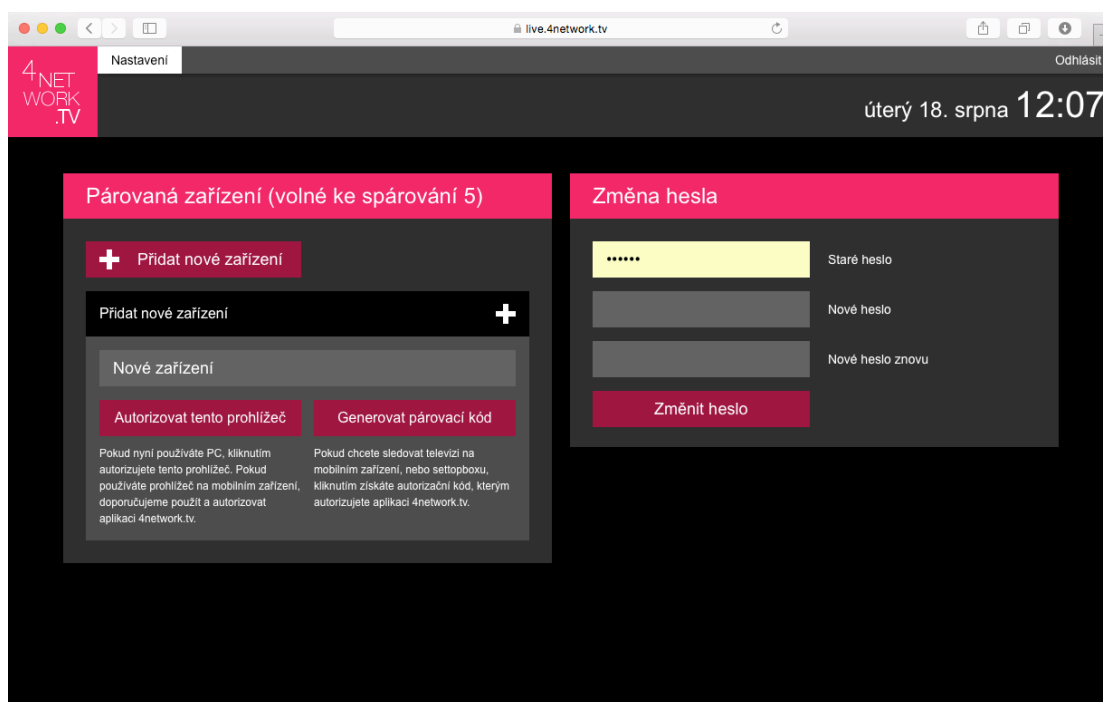 live.4network.tv
4NET
WORK
.TV
Nastavení
Odhlásit
úterý 18. srpna 12:07
Párovaná zařízení (volné ke spárování 5)
Přidat nové zařízení
Přidat nové zařízení
Nové zařízení
Autorizovat tento prohlížeč
Generovat párovací kód
Pokud nyní používáte PC, kliknutím
autorizujete tento prohlížeč. Pokud
používáte prohlížeč na mobilním zařízení,
doporučujeme použít a autorizovat
aplikaci 4network.tv.
Pokud chcete sledovat televizi na
mobilním zařízení, nebo settopboxu,
kliknutím získáte autorizační kód, kterým
autorizujete aplikaci 4network.tv.
Změna hesla
••••••
Staré heslo
Nové heslo
Nové heslo znovu
Změnit heslo